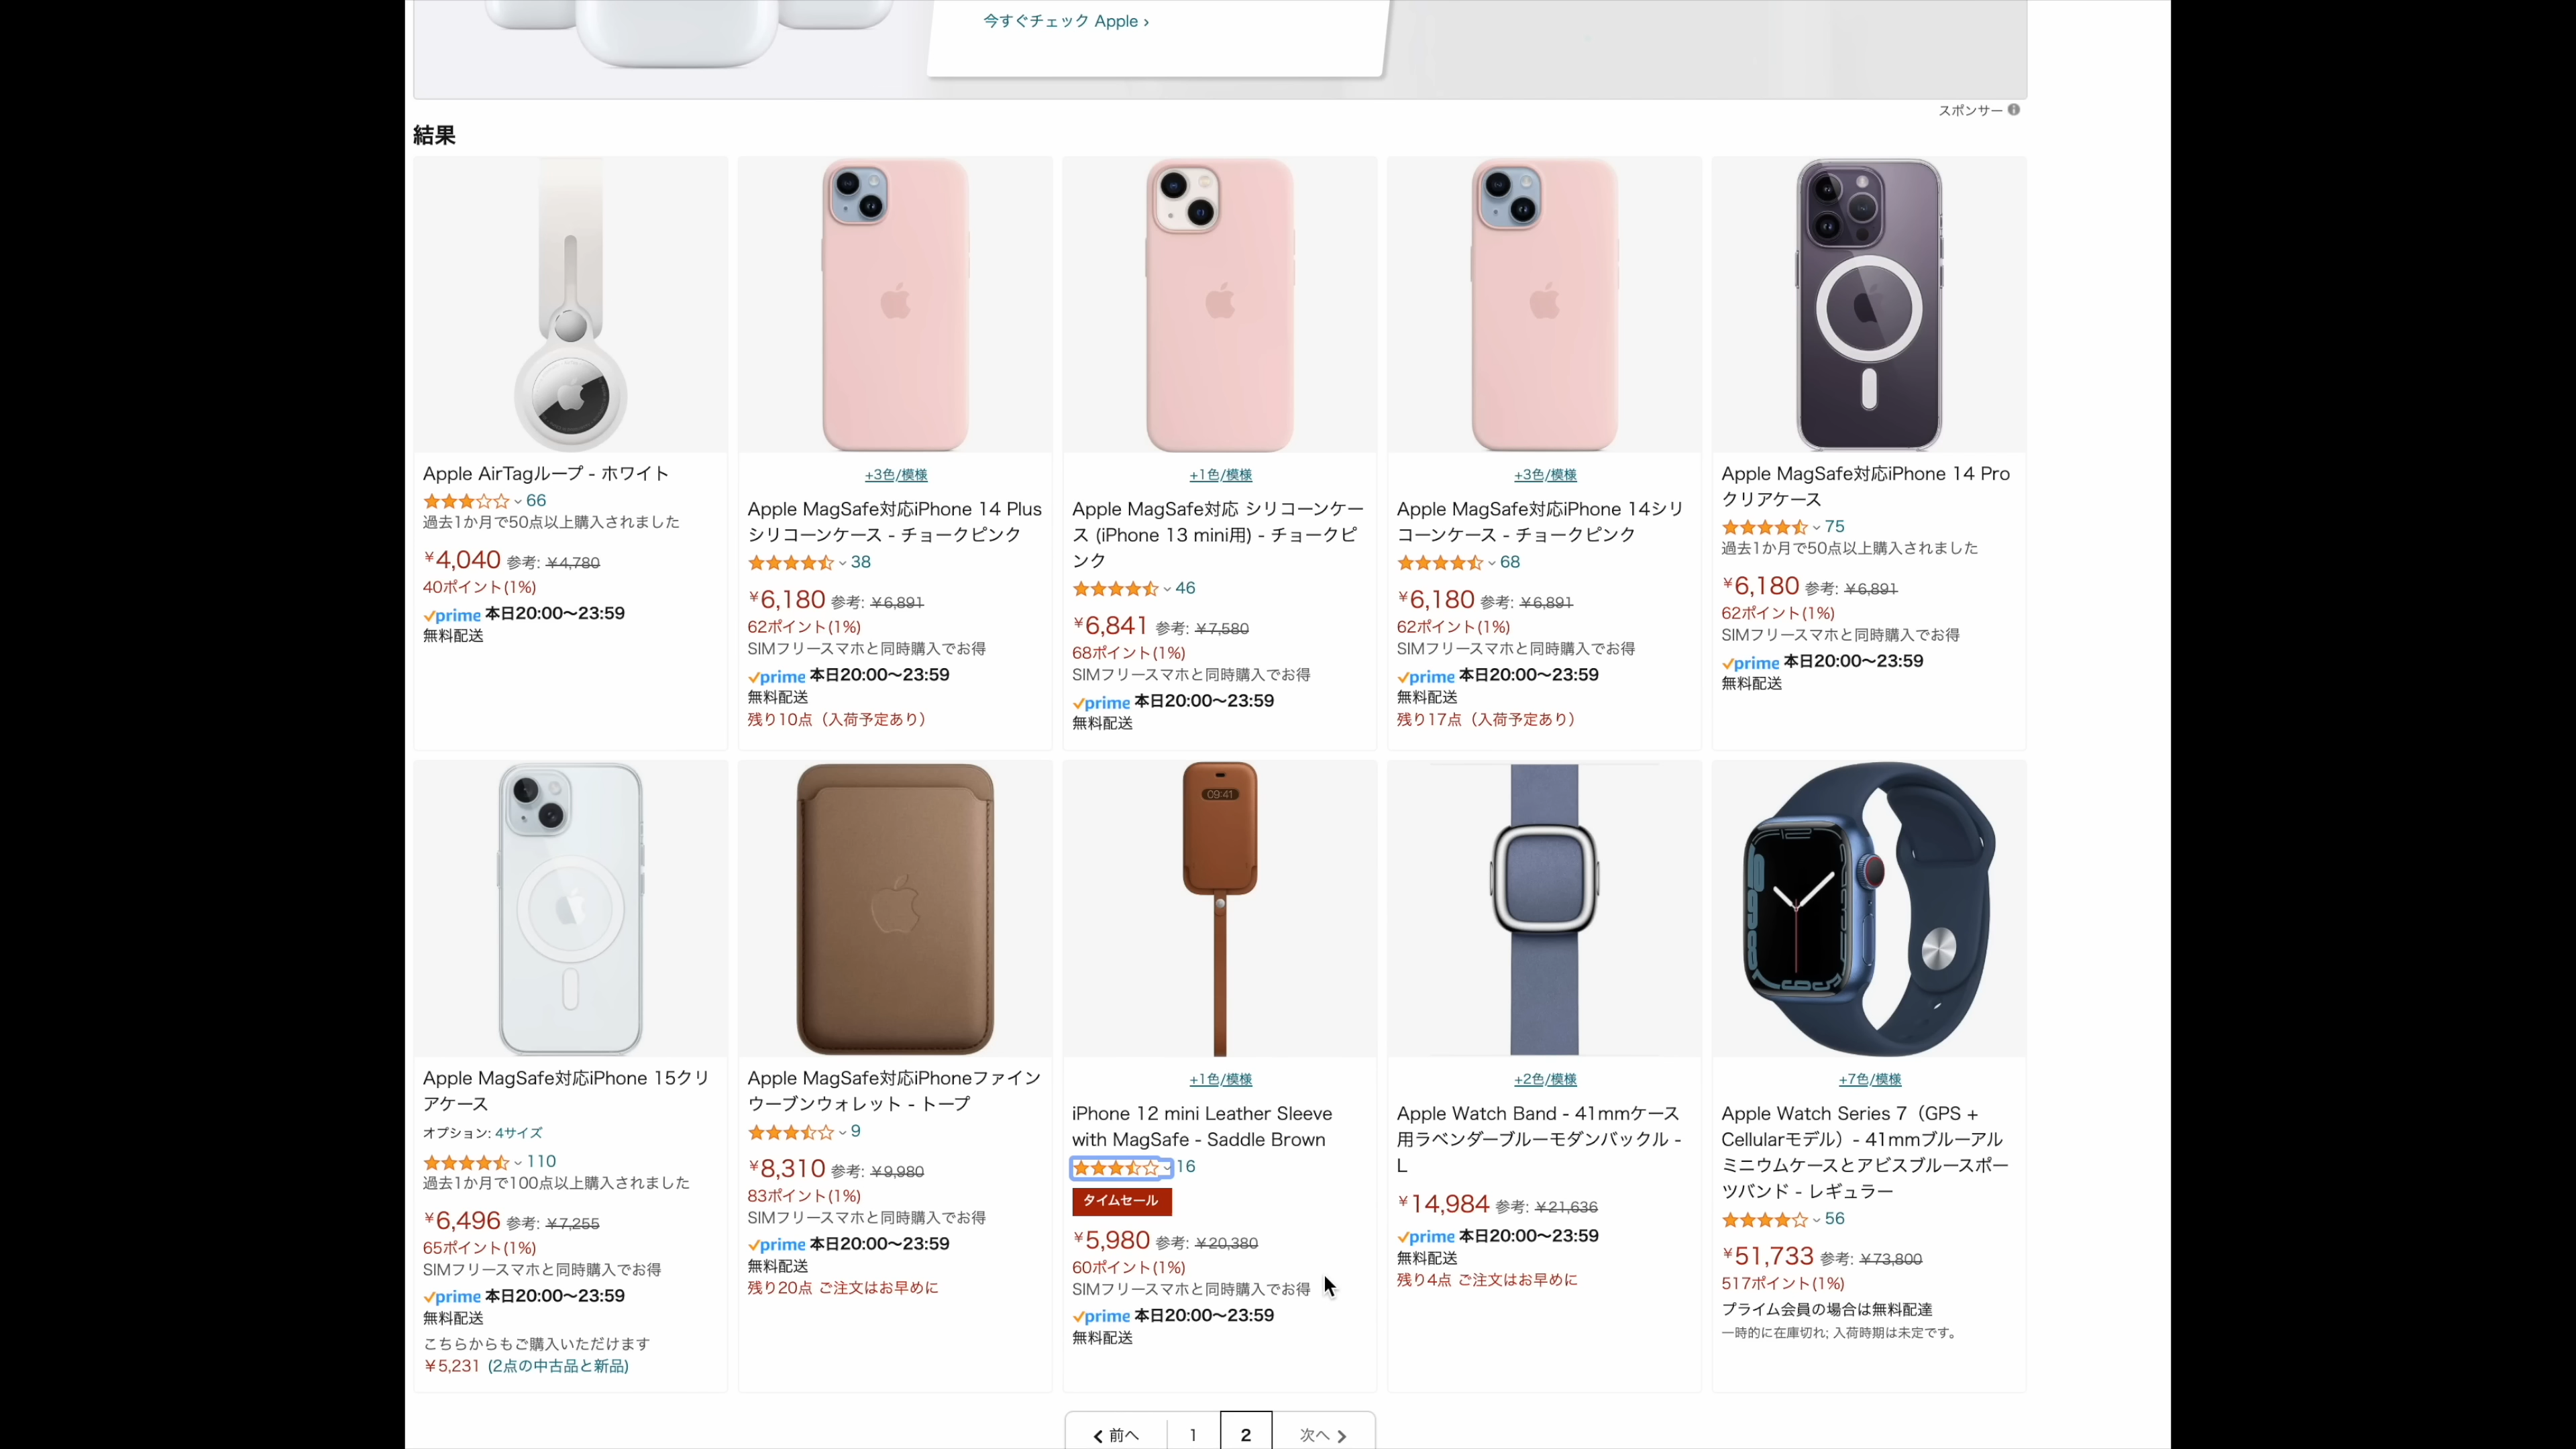 今すぐチェック Apple ›
スポンサー
結果
Apple AirTagループ - ホワイト
66
過去1か月で50点以上購入されました
¥4,040 参考: ¥4,780
40ポイント(1%)
prime 本日20:00〜23:59
無料配送
+3色/模様
Apple MagSafe対応iPhone 14 Plus
シリコーンケース - チョークピンク
38
¥6,180 参考: ¥6,891
62ポイント(1%)
SIMフリースマホと同時購入でお得
prime 本日20:00〜23:59
無料配送
残り10点（入荷予定あり）
+1色/模様
Apple MagSafe対応 シリコーンケー
ス (iPhone 13 mini用) - チョークピ
ンク
46
¥6,841 参考: ¥7,580
68ポイント(1%)
SIMフリースマホと同時購入でお得
prime 本日20:00〜23:59
無料配送
+3色/模様
Apple MagSafe対応iPhone 14シリ
コーンケース - チョークピンク
68
¥6,180 参考: ¥6,891
62ポイント(1%)
SIMフリースマホと同時購入でお得
prime 本日20:00〜23:59
無料配送
残り17点（入荷予定あり）
Apple MagSafe対応iPhone 14 Pro
クリアケース
75
過去1か月で50点以上購入されました
¥6,180 参考: ¥6,891
62ポイント(1%)
SIMフリースマホと同時購入でお得
prime 本日20:00〜23:59
無料配送
Apple MagSafe対応iPhone 15クリ
アケース
オプション: 4サイズ
110
過去1か月で100点以上購入されました
¥6,496 参考: ¥7,255
65ポイント(1%)
SIMフリースマホと同時購入でお得
prime 本日20:00〜23:59
無料配送
こちらからもご購入いただけます
¥5,231 (2点の中古品と新品)
Apple MagSafe対応iPhoneファイン
ウーブンウォレット - トープ
9
¥8,310 参考: ¥9,980
83ポイント(1%)
SIMフリースマホと同時購入でお得
prime 本日20:00〜23:59
無料配送
残り20点 ご注文はお早めに
09:41
+1色/模様
iPhone 12 mini Leather Sleeve
with MagSafe - Saddle Brown
16
タイムセール
¥5,980 参考: ¥20,380
60ポイント(1%)
SIMフリースマホと同時購入でお得
prime 本日20:00〜23:59
無料配送
+2色/模様
Apple Watch Band - 41mmケース
用ラベンダーブルーモダンバックル -
L
¥14,984 参考: ¥21,636
prime 本日20:00〜23:59
無料配送
残り4点 ご注文はお早めに
+7色/模様
Apple Watch Series 7（GPS +
Cellularモデル）- 41mmブルーアル
ミニウムケースとアビスブルースポー
ツバンド - レギュラー
56
¥51,733 参考: ¥73,800
517ポイント(1%)
プライム会員の場合は無料配達
一時的に在庫切れ; 入荷時期は未定です。
前へ 1 2 次へ